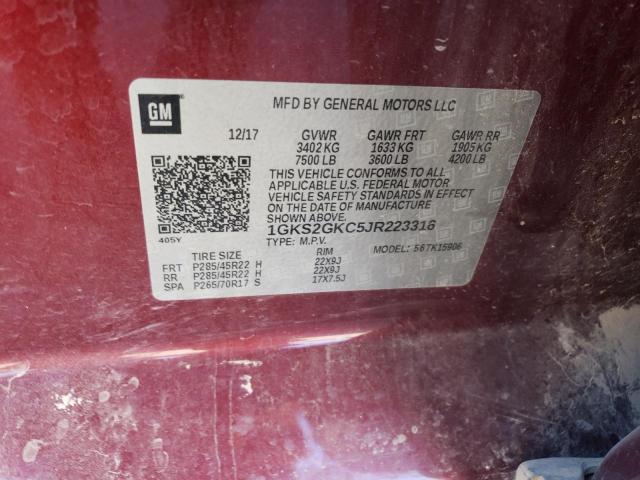 GM
MFD BY GENERAL MOTORS LLC
12/17 GVWR GAWR FRT GAWR RR
3402 KG 1633 KG 1905 KG
7500 LB 3600 LB 4200 LB
THIS VEHICLE CONFORMS TO ALL
APPLICABLE U.S. FEDERAL MOTOR
VEHICLE SAFETY STANDARDS IN EFFECT
ON THE DATE OF MANUFACTURE
SHOWN ABOVE.
1GKS2GKC5JR223316
405Y
TYPE: M.P.V. MODEL: 56TK15906
TIRE SIZE RIM
FRT P285/45R22 H 22X9J
RR P285/45R22 H 22X9J
SPA P265/70R17 S 17X7.5J